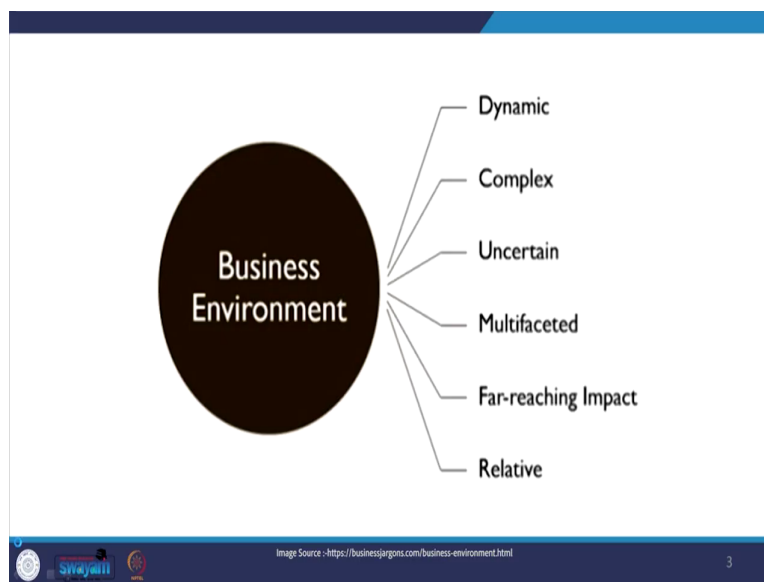 Business
Environment
Dynamic
Complex
Uncertain
Multifaceted
Far-reaching Impact
Relative
swayam
Image Source :-https://businessjargons.com/business-environment.html
3